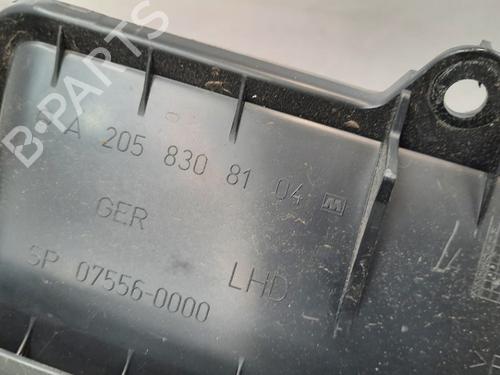 B-PARTS
A 205 830 81 04 M
GER
SP 07556-0000
LHD